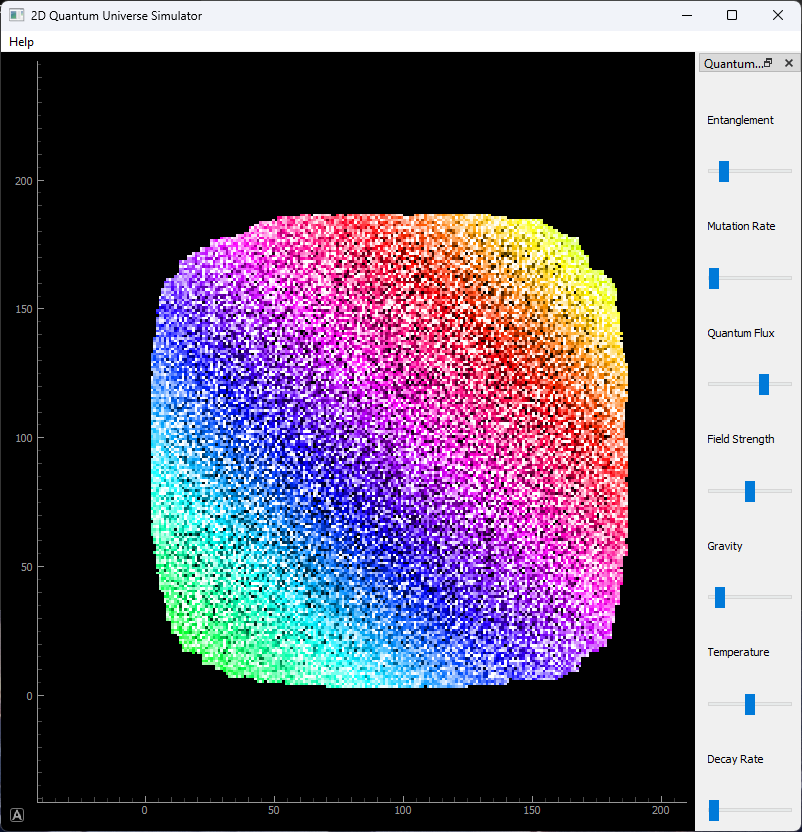 2D Quantum Universe Simulator
Help
Quantum...
Entanglement
Mutation Rate
Quantum Flux
Field Strength
Gravity
Temperature
Decay Rate
200
150
100
50
0
0
50
100
150
200
A